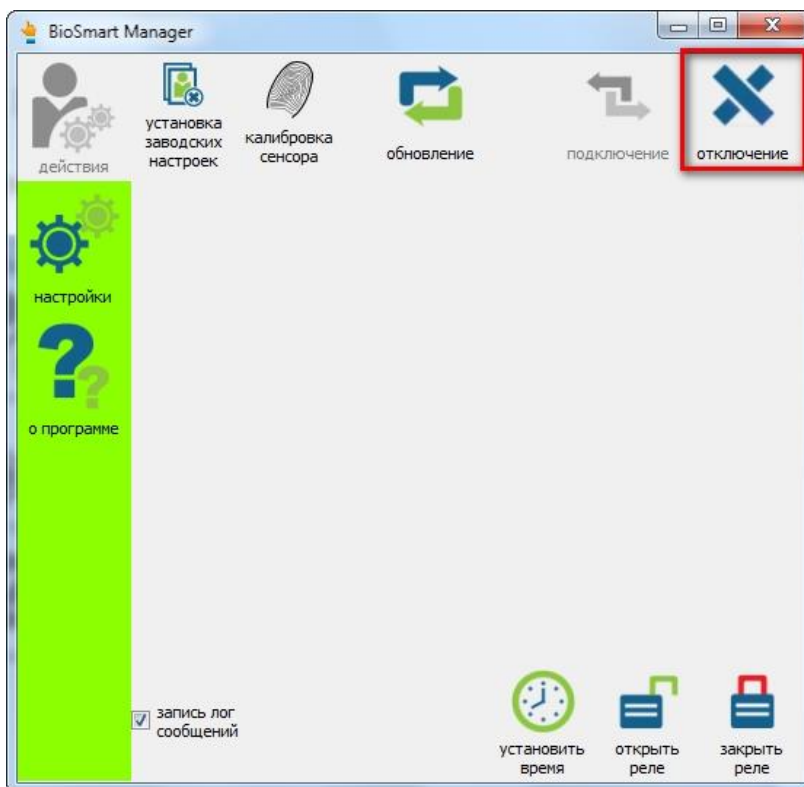 BioSmart Manager
действия
установка
заводских
настроек
калибровка
сенсора
обновление
подключение
отключение
настройки
о программе
запись лог
сообщений
установить
время
открыть
реле
закрыть
реле